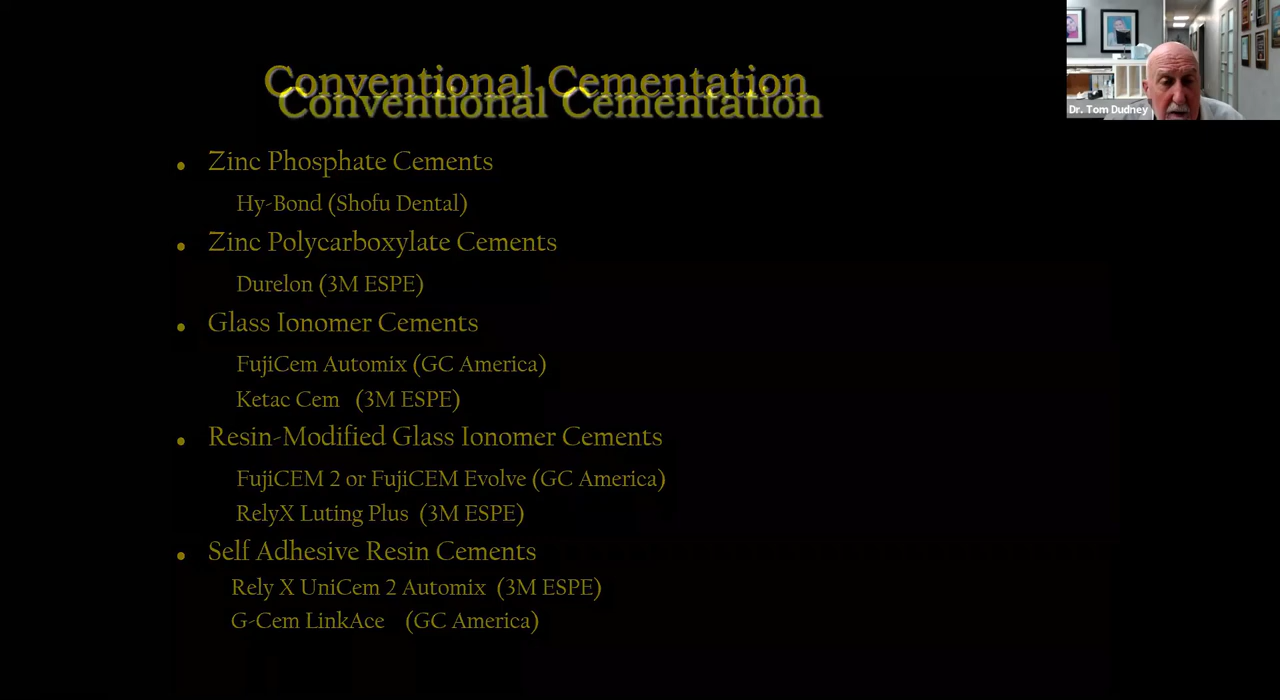 Conventional Cementation
Conventional Cementation
Dr. Tom Dudney
• Zinc Phosphate Cements
Hy-Bond (Shofu Dental)
• Zinc Polycarboxylate Cements
Durelon (3M ESPE)
• Glass Ionomer Cements
FujiCem Automix (GC America)
Ketac Cem (3M ESPE)
• Resin-Modified Glass Ionomer Cements
FujiCEM 2 or FujiCEM Evolve (GC America)
RelyX Luting Plus (3M ESPE)
• Self Adhesive Resin Cements
Rely X UniCem 2 Automix (3M ESPE)
G-Cem LinkAce (GC America)